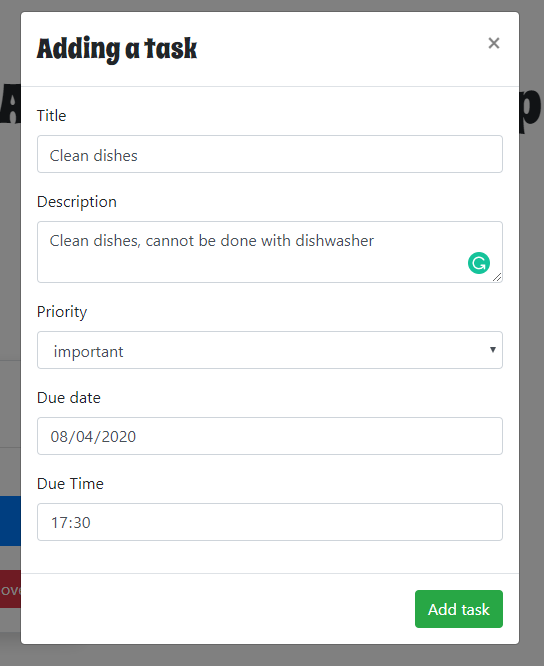 Adding a task
×
Title
Clean dishes
Description
Clean dishes, cannot be done with dishwasher
Priority
important
Due date
08/04/2020
Due Time
17:30
Add task